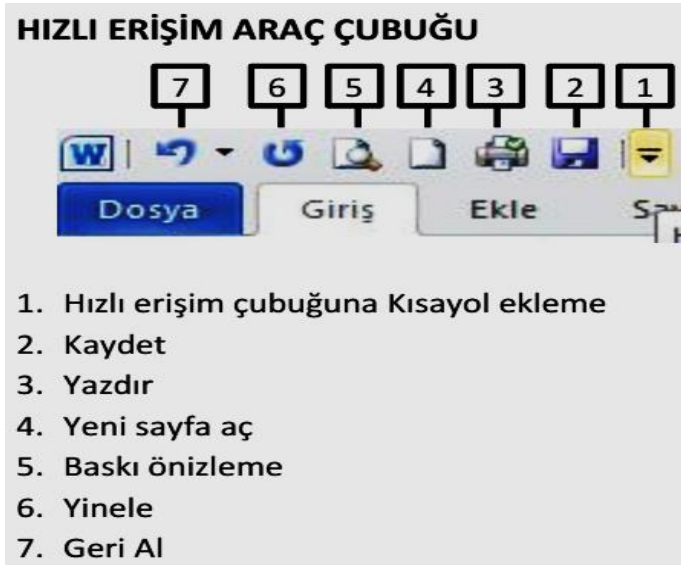 HIZLI ERİŞİM ARAÇ ÇUBUĞU
7 6 5 4 3 2 1
W
Dosya Giriş Ekle
1. Hızlı erişim çubuğuna Kısayol ekleme
2. Kaydet
3. Yazdır
4. Yeni sayfa aç
5. Baskı önizleme
6. Yinele
7. Geri Al